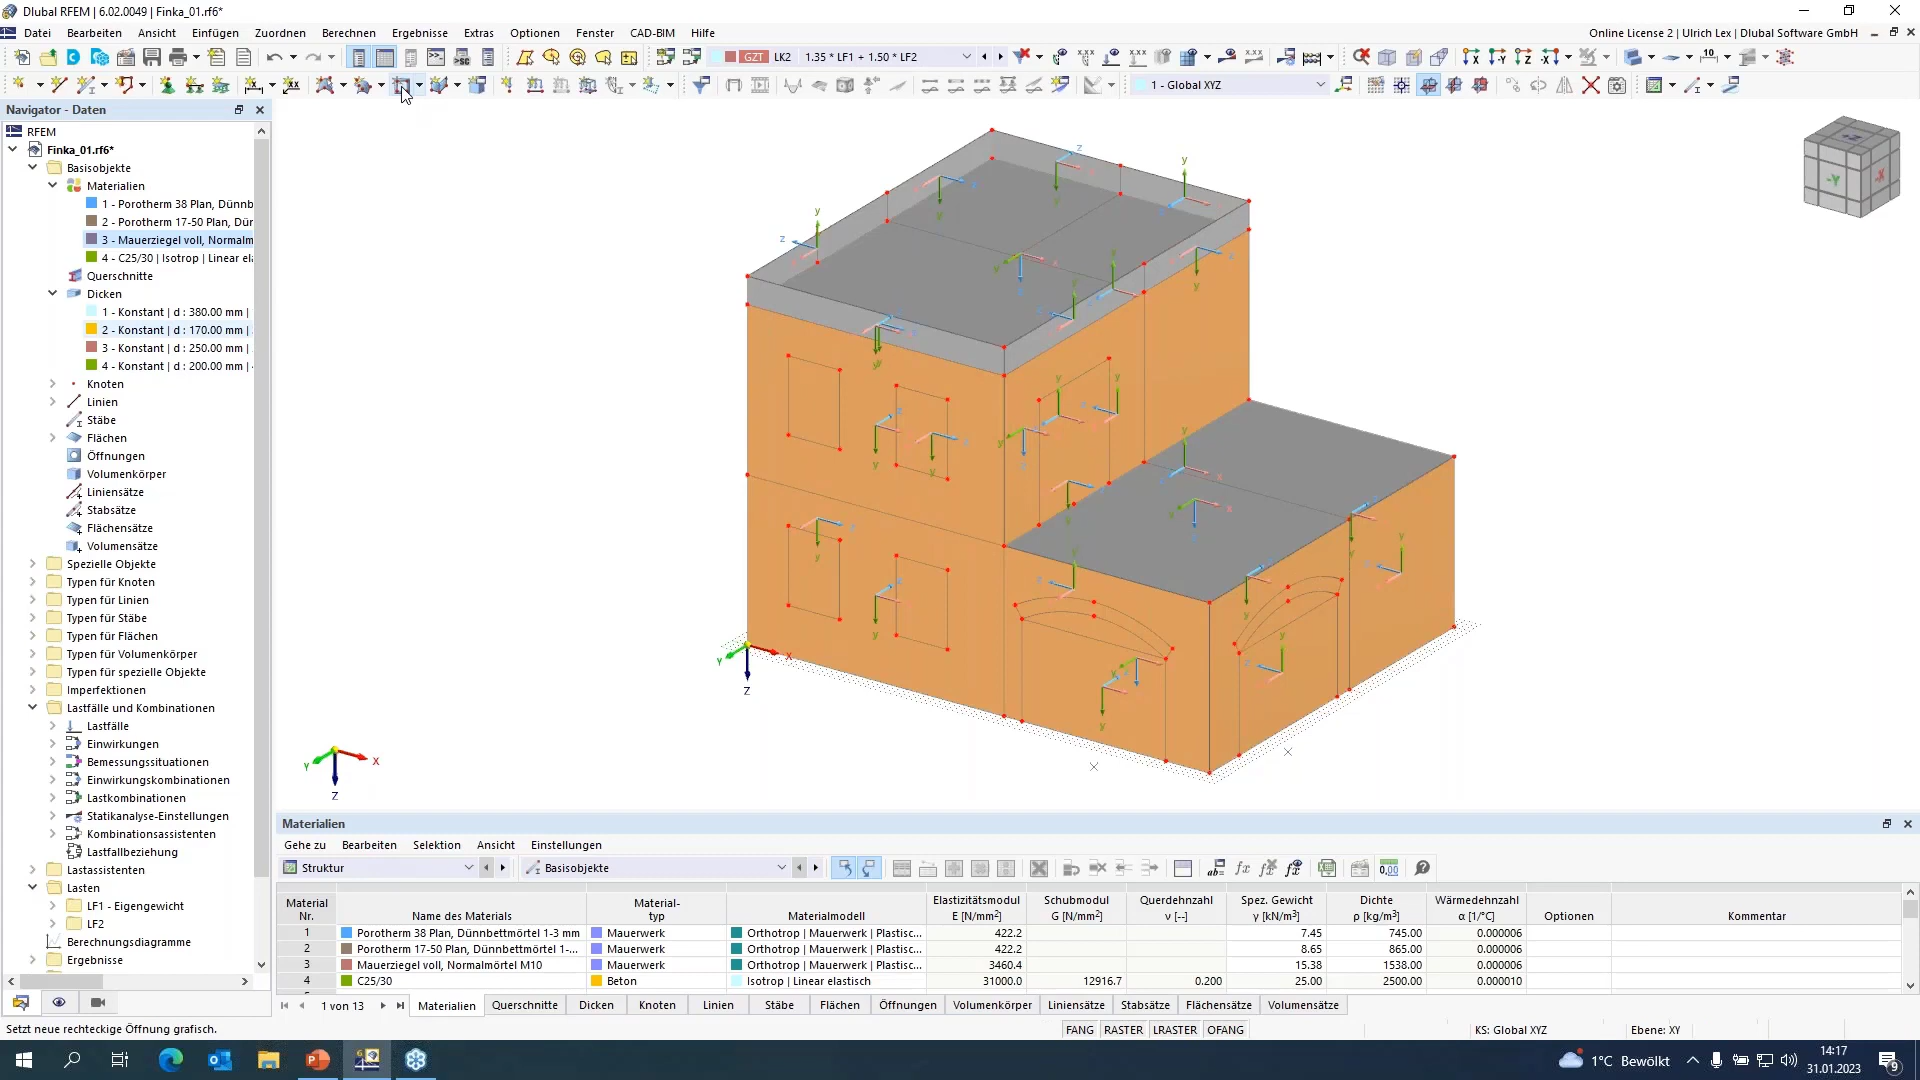 Dlubal RFEM | 6.02.0049 | Finka_01.rf6*
Datei Bearbeiten Ansicht Einfügen Zuordnen Berechnen Ergebnisse Extras Optionen Fenster CAD-BIM Hilfe
Online License 2 | Ulrich Lex | Dlubal Software GmbH
GZT LK2 1.35 * LF1 + 1.50 * LF2
1 - Global XYZ
Navigator - Daten
RFEM
Finka_01.rf6*
Basisobjekte
Materialien
1 - Porotherm 38 Plan, Dünnb
2 - Porotherm 17-50 Plan, Dür
3 - Mauerziegel voll, Normalm
4 - C25/30 | Isotrop | Linear ela
Querschnitte
Dicken
1 - Konstant | d : 380.00 mm |
2 - Konstant | d : 170.00 mm |
3 - Konstant | d : 250.00 mm |
4 - Konstant | d : 200.00 mm |
Knoten
Linien
Stäbe
Flächen
Öffnungen
Volumenkörper
Liniensätze
Stabsätze
Flächensätze
Volumensätze
Spezielle Objekte
Typen für Knoten
Typen für Linien
Typen für Stäbe
Typen für Flächen
Typen für Volumenkörper
Typen für spezielle Objekte
Imperfektionen
Lastfälle und Kombinationen
Lastfälle
Einwirkungen
Bemessungssituationen
Einwirkungskombinationen
Lastkombinationen
Statikanalyse-Einstellungen
Kombinationsassistenten
Lastfallbeziehung
Lastassistenten
Lasten
LF1 - Eigengewicht
LF2
Berechnungsdiagramme
Ergebnisse
+Z
-Y
-X
X
Y
Z
X
Y
Z
Materialien
Gehe zu Bearbeiten Selektion Ansicht Einstellungen
Struktur
Basisobjekte
Material Nr. Name des Materials Material-typ Materialmodell Elastizitätsmodul E [N/mm²] Schubmodul G [N/mm²] Querdehnzahl ν [--] Spez. Gewicht γ [kN/m³] Dichte ρ [kg/m³] Wärmedehnzahl α [1/°C] Optionen Kommentar
1 Porotherm 38 Plan, Dünnbettmörtel 1-3 mm Mauerwerk Orthotrop | Mauerwerk | Plastisc... 422.2 7.45 745.00 0.000006
2 Porotherm 17-50 Plan, Dünnbettmörtel 1-... Mauerwerk Orthotrop | Mauerwerk | Plastisc... 422.2 8.65 865.00 0.000006
3 Mauerziegel voll, Normalmörtel M10 Mauerwerk Orthotrop | Mauerwerk | Plastisc... 3460.4 15.38 1538.00 0.000006
4 C25/30 Beton Isotrop | Linear elastisch 31000.0 12916.7 0.200 25.00 2500.00 0.000010
1 von 13 Materialien Querschnitte Dicken Knoten Linien Stäbe Flächen Öffnungen Volumenkörper Liniensätze Stabsätze Flächensätze Volumensätze
Setzt neue rechteckige Öffnung grafisch.
FANG RASTER LRASTER OFANG
KS: Global XYZ
Ebene: XY
1°C Bewölkt
14:17
31.01.2023
9